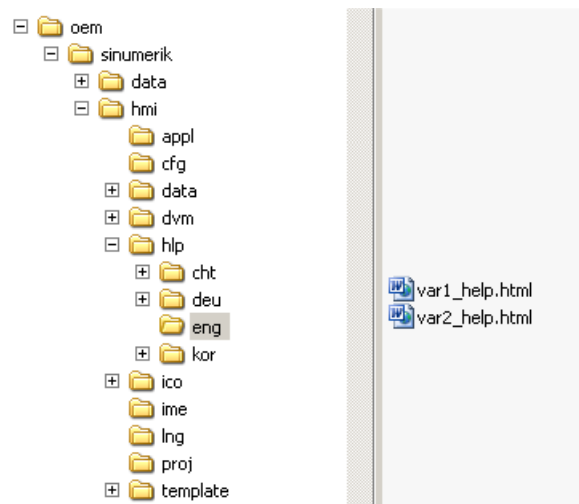 oem
sinumerik
data
hmi
appl
cfg
data
dvm
hlp
cht
deu
eng
kor
ico
ime
lng
proj
template
var1_help.html
var2_help.html